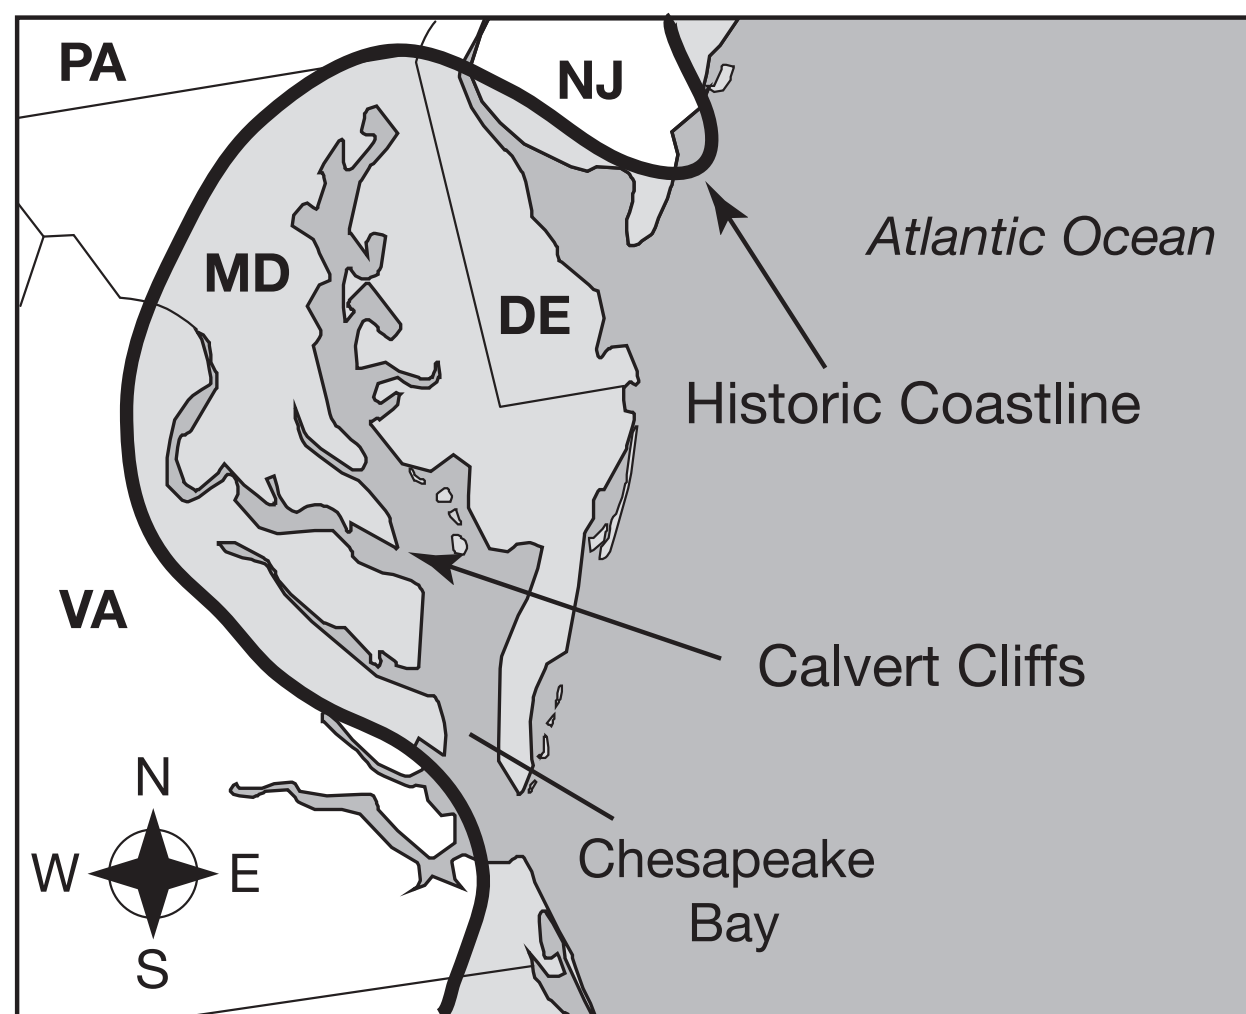 PA
NJ
Atlantic Ocean
MD
DE
Historic Coastline
VA
Calvert Cliffs
N
W
E
S
Chesapeake
Bay